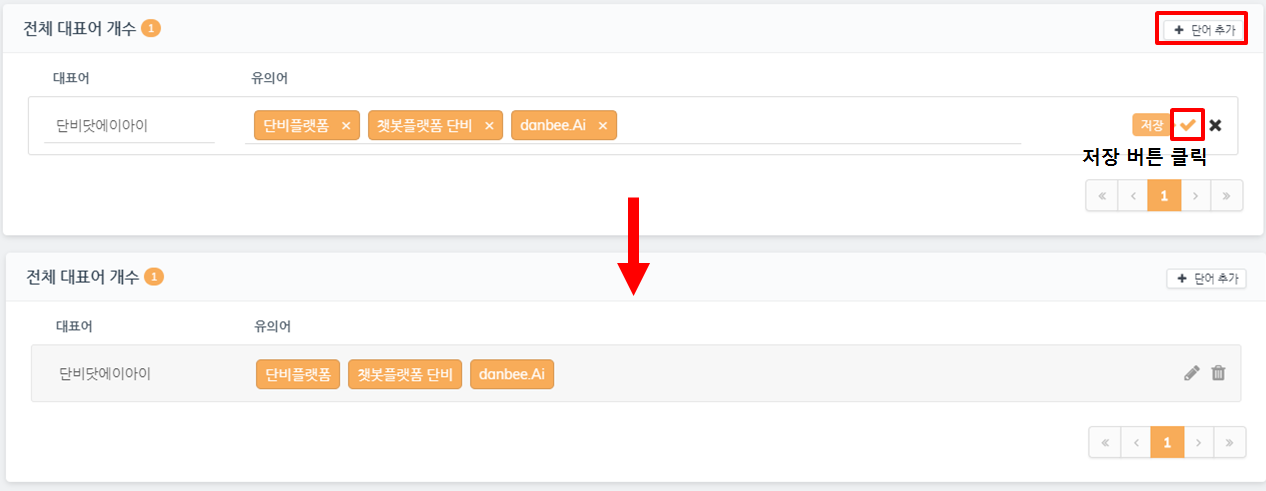 전체 대표어 개수 1
+ 단어 추가
대표어 유의어
단비닷에이아이 단비플랫폼 × 챗봇플랫폼 단비 × danbee.Ai × 저장
저장 버튼 클릭
« ‹ 1 › »
전체 대표어 개수 1
+ 단어 추가
대표어 유의어
단비닷에이아이 단비플랫폼 챗봇플랫폼 단비 danbee.Ai
« ‹ 1 › »